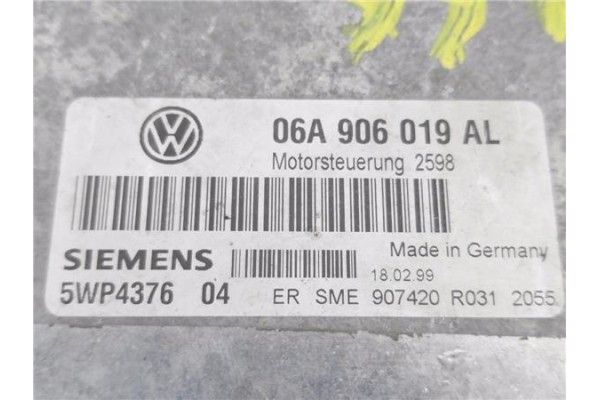 06A 906 019 AL
Motorsteuerung 2598
SIEMENS
Made in Germany
18.02.99
5WP4376 04
ER SME 907420 R031 2055